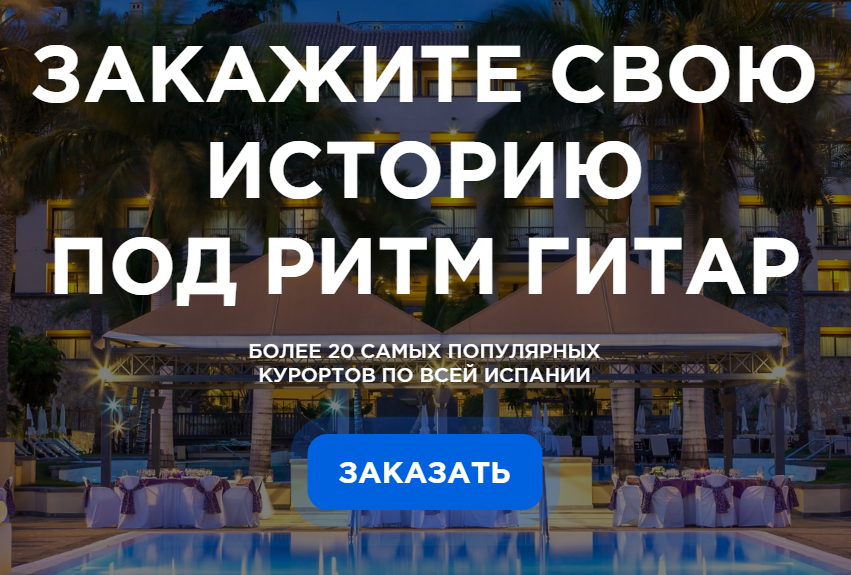 ЗАКАЖИТЕ СВОЮ
ИСТОРИЮ
ПОД РИТМ ГИТАР
БОЛЕЕ 20 САМЫХ ПОПУЛЯРНЫХ
КУРОРТОВ ПО ВСЕЙ ИСПАНИИ
ЗАКАЗАТЬ